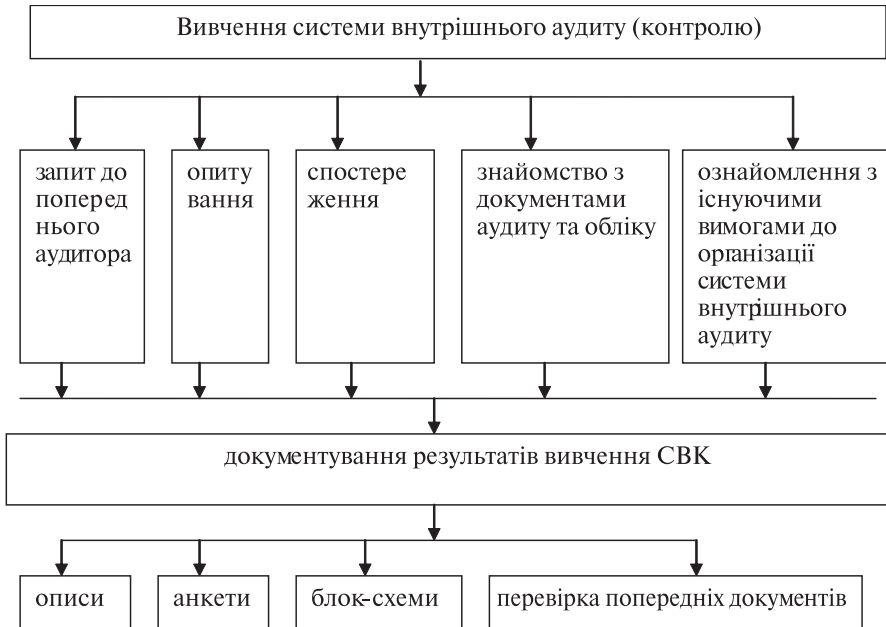 Вивчення системи внутрішнього аудиту (контролю)
запит до
поперед
нього
аудитора
опиту
вання
спостере
ження
знайомство з
документами
аудиту та обліку
ознайомлення з
існуючими
вимогами до
організації
системи
внутрішнього
аудиту
документування результатів вивчення СВК
описи
анкети
блок-схеми
перевірка попередніх документів